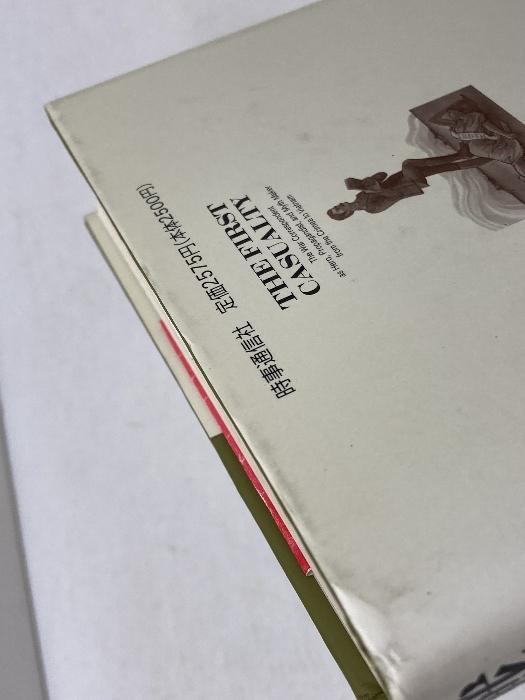 THE FIRST
CASUALTY
The War Correspondent
as Hero, Propagandist and Myth Maker
from the Crimea to Vietnam
時事通信社 定価2575円(本体2500円)